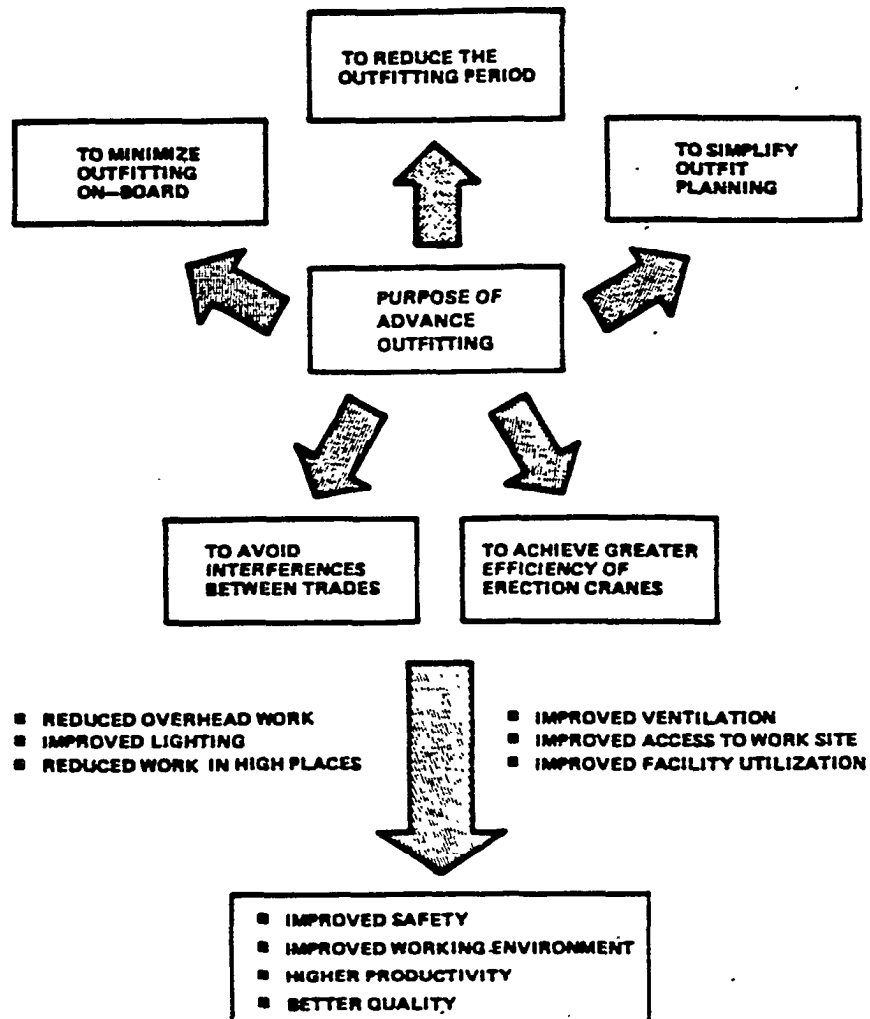 TO REDUCE THE
OUTFITTING PERIOD
TO MINIMIZE
OUTFITTING
ON—BOARD
TO SIMPLIFY
OUTFIT
PLANNING
PURPOSE OF
ADVANCE
OUTFITTING
TO AVOID
INTERFERENCES
BETWEEN TRADES
TO ACHIEVE GREATER
EFFICIENCY OF
ERECTION CRANES
■ REDUCED OVERHEAD WORK
■ IMPROVED LIGHTING
■ REDUCED WORK IN HIGH PLACES
■ IMPROVED VENTILATION
■ IMPROVED ACCESS TO WORK SITE
■ IMPROVED FACILITY UTILIZATION
■ IMPROVED SAFETY
■ IMPROVED WORKING ENVIRONMENT
■ HIGHER PRODUCTIVITY
■ BETTER QUALITY